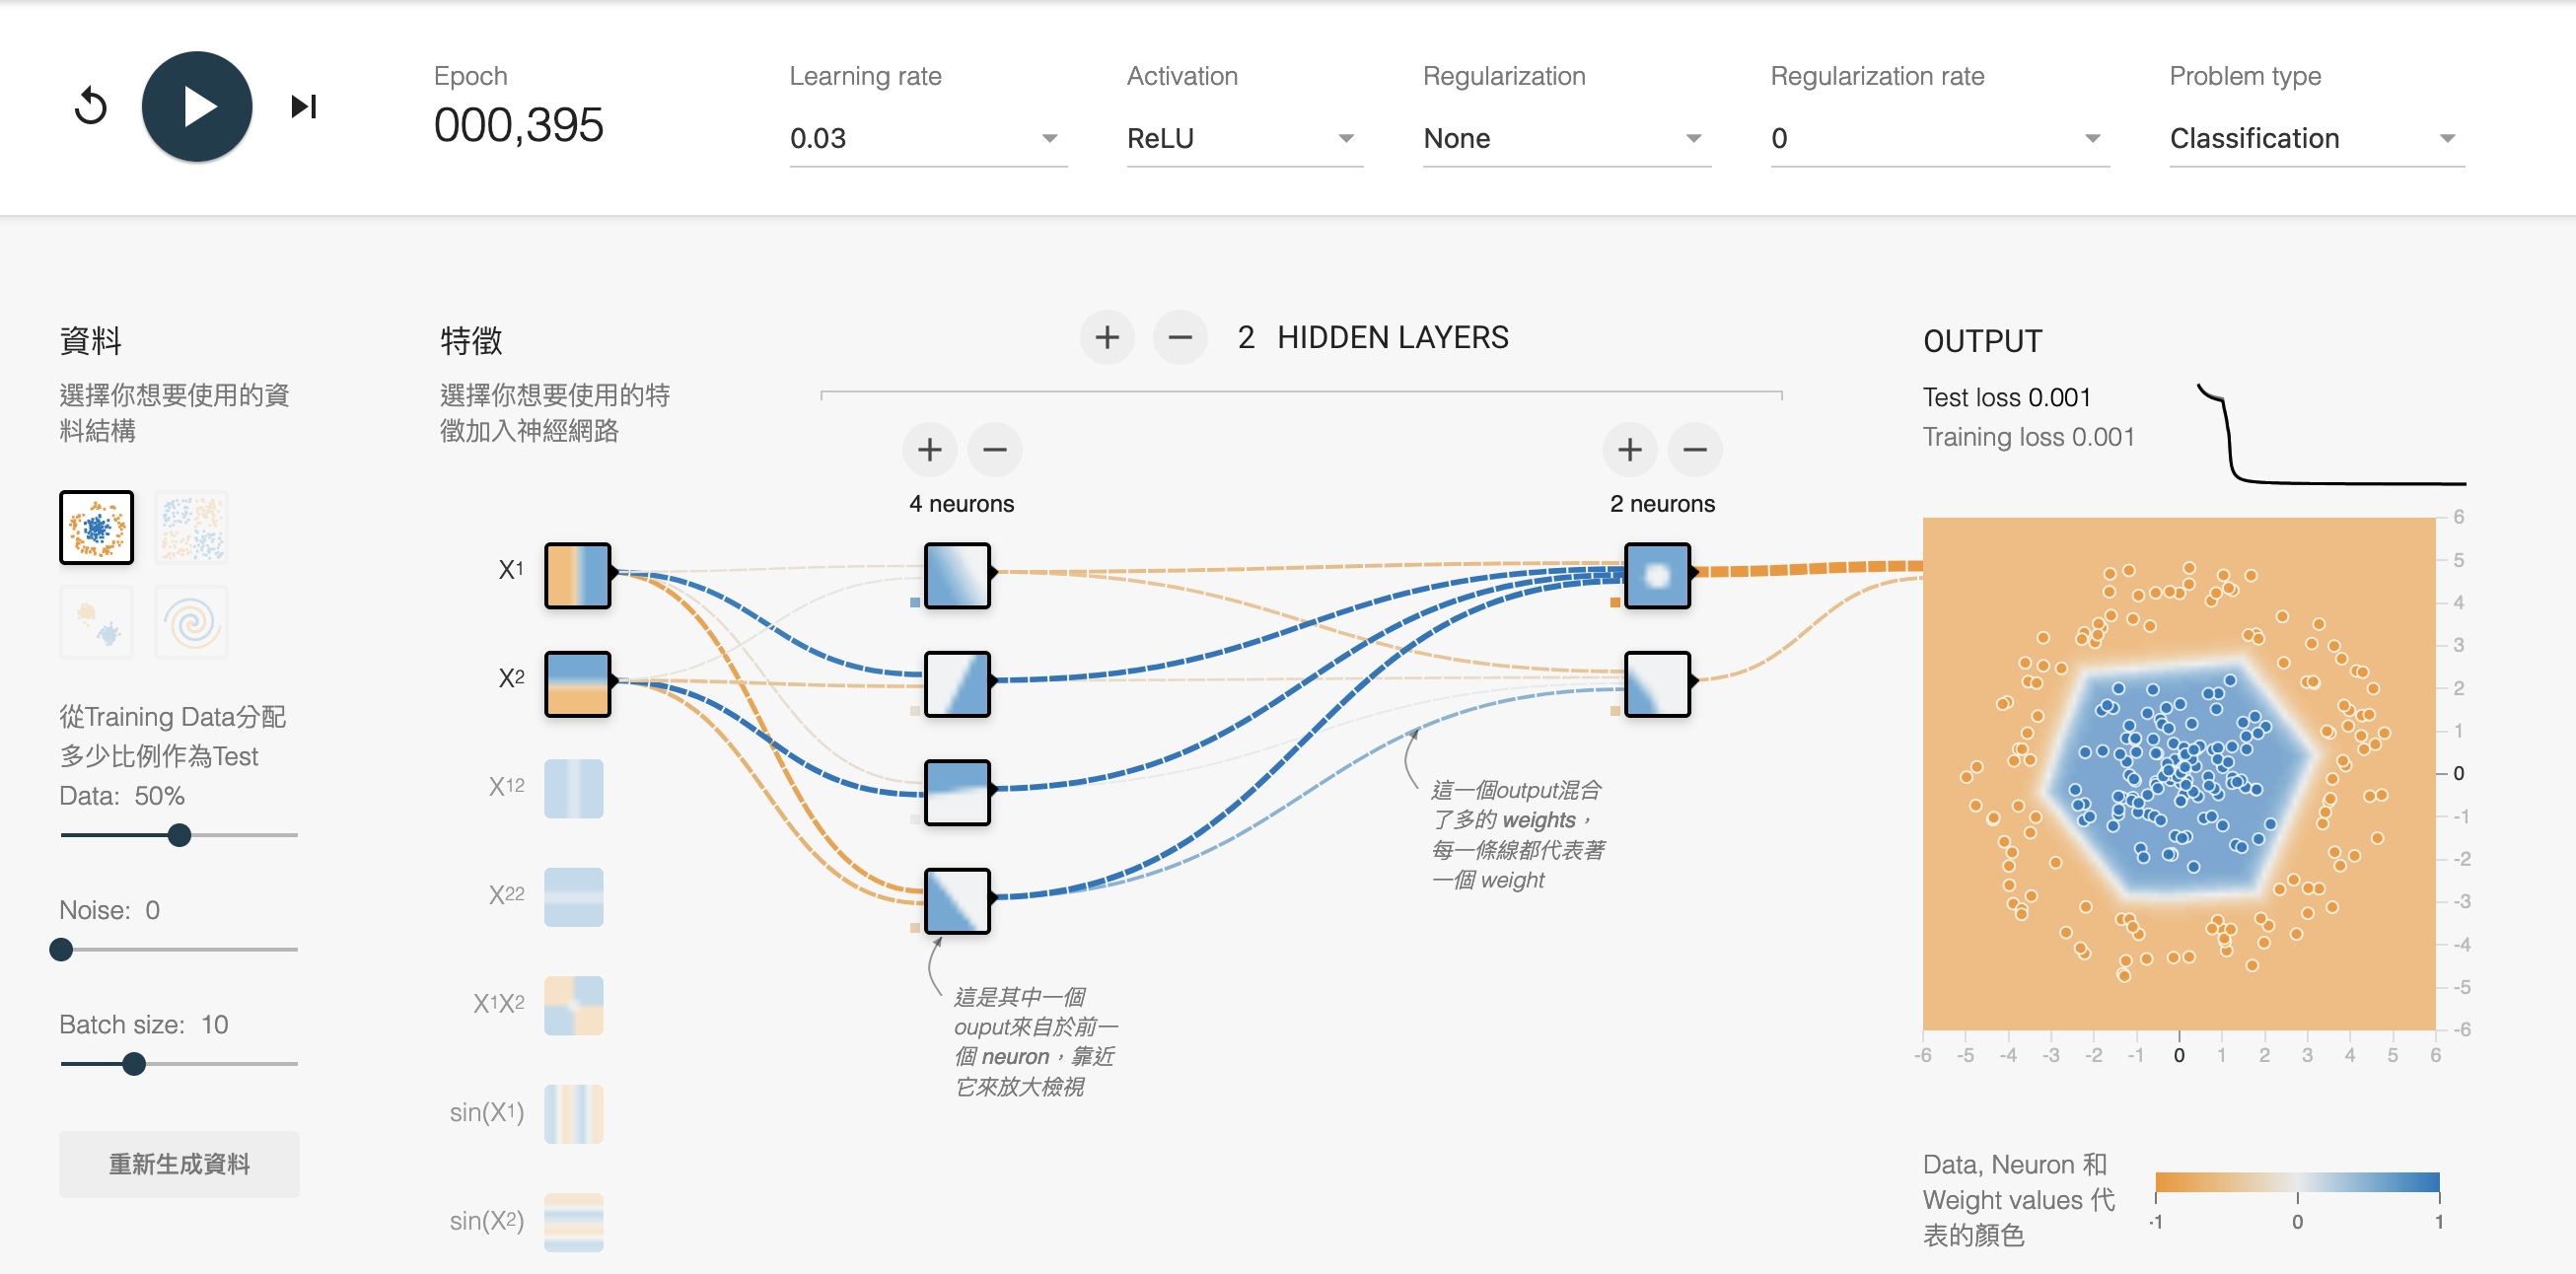 Epoch
000,395
Learning rate
0.03
Activation
ReLU
Regularization
None
Regularization rate
0
Problem type
Classification
資料
選擇你想要使用的資
料結構
從Training Data分配
多少比例作為Test
Data: 50%
Noise: 0
Batch size: 10
重新生成資料
特徵
選擇你想要使用的特
徵加入神經網路
X1
X2
X12
X22
X1X2
sin(X1)
sin(X2)
2 HIDDEN LAYERS
4 neurons
2 neurons
這是其中一個
ouput來自於前一
個 neuron，靠近
它來放大檢視
這一個output混合
了多的 weights，
每一條線都代表著
一個 weight
OUTPUT
Test loss 0.001
Training loss 0.001
6
5
4
3
2
1
0
-1
-2
-3
-4
-5
-6
-6 -5 -4 -3 -2 -1 0 1 2 3 4 5 6
Data, Neuron 和
Weight values 代
表的顏色
-1 0 1